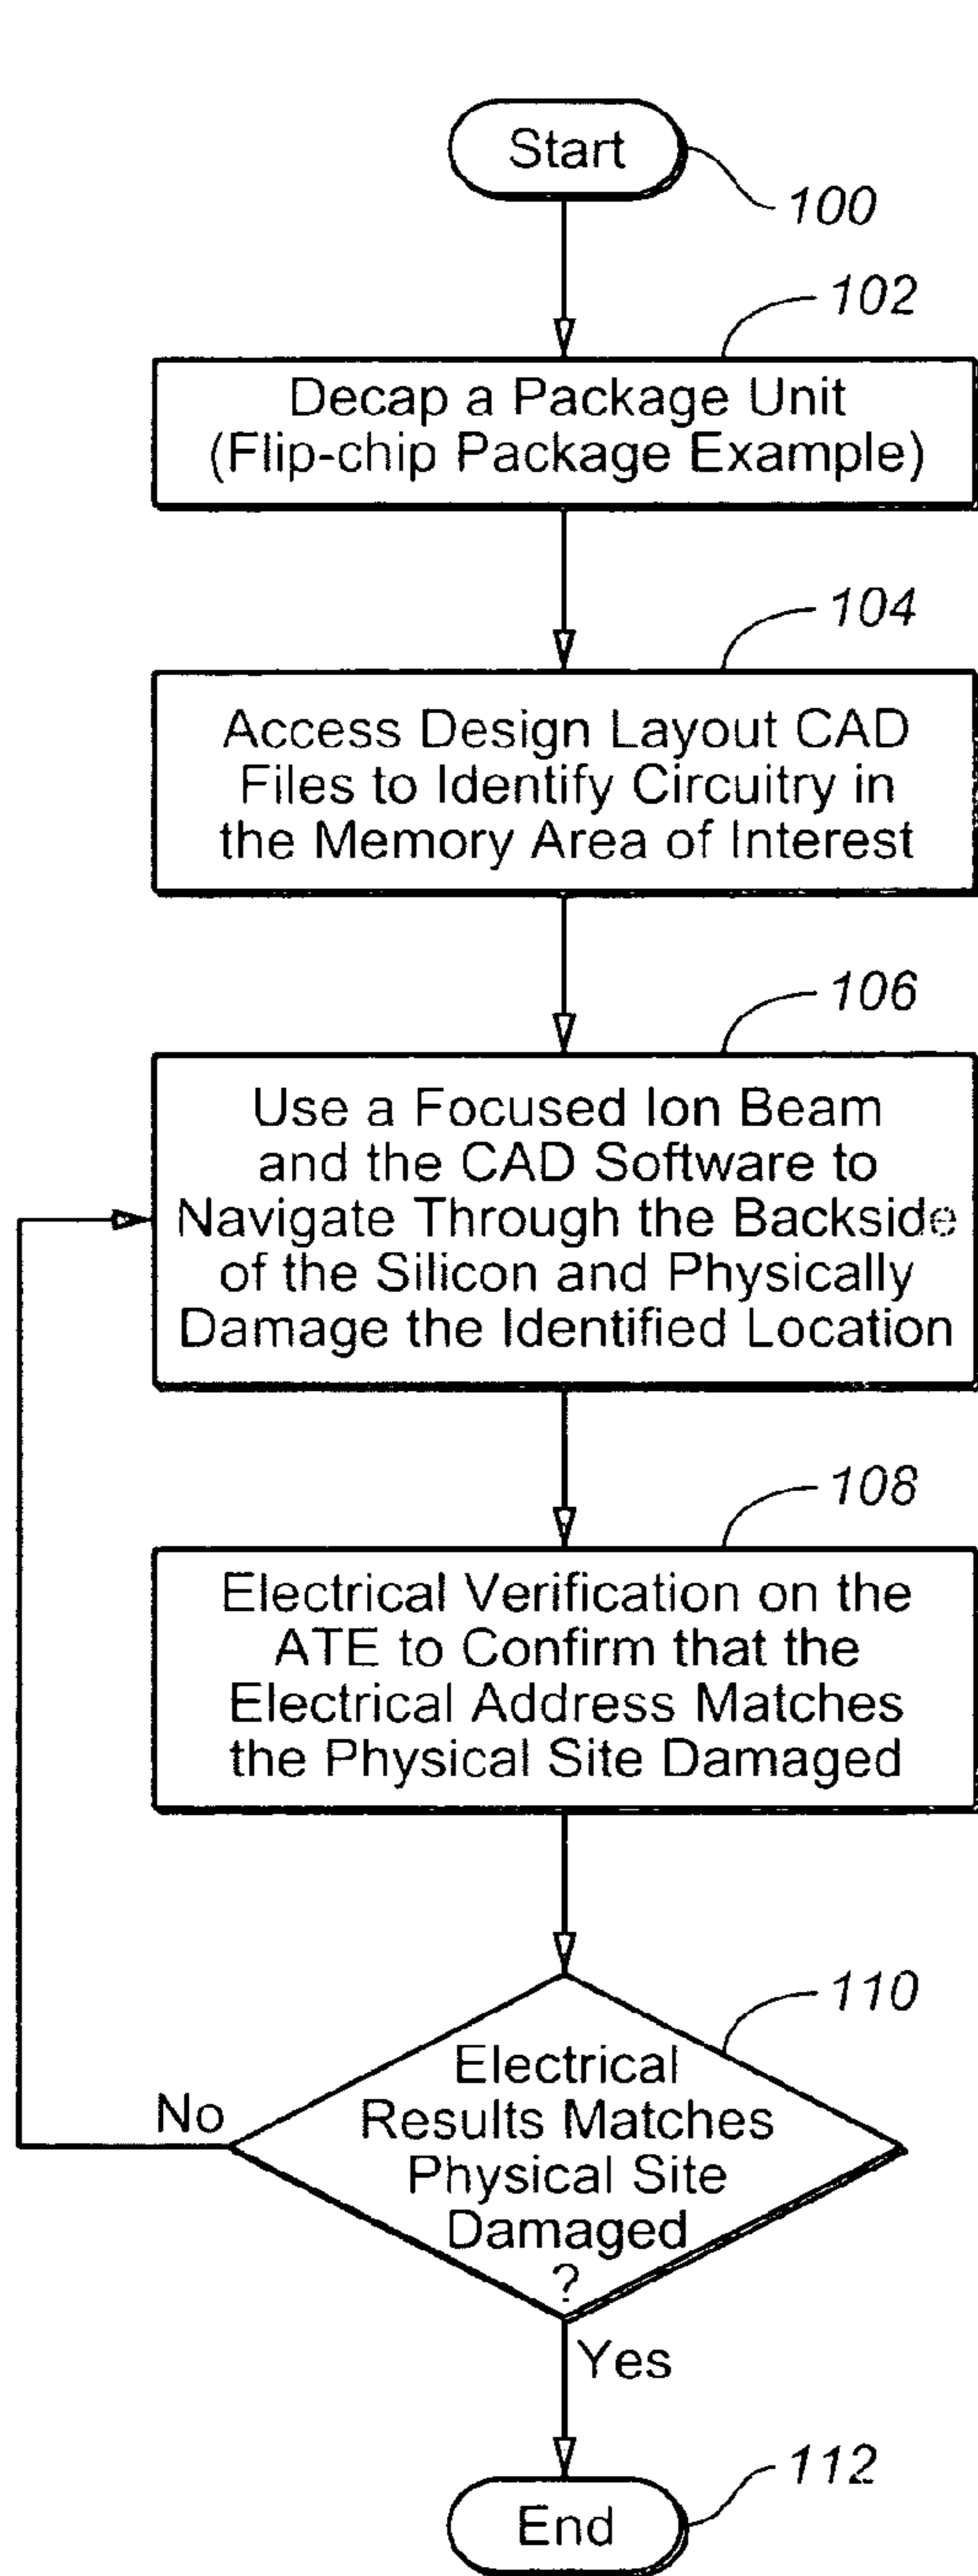 Start
100
102
Decap a Package Unit
(Flip-chip Package Example)
104
Access Design Layout CAD
Files to Identify Circuitry in
the Memory Area of Interest
106
Use a Focused Ion Beam
and the CAD Software to
Navigate Through the Backside
of the Silicon and Physically
Damage the Identified Location
108
Electrical Verification on the
ATE to Confirm that the
Electrical Address Matches
the Physical Site Damaged
110
Electrical
Results Matches
Physical Site
Damaged
?
No
Yes
112
End